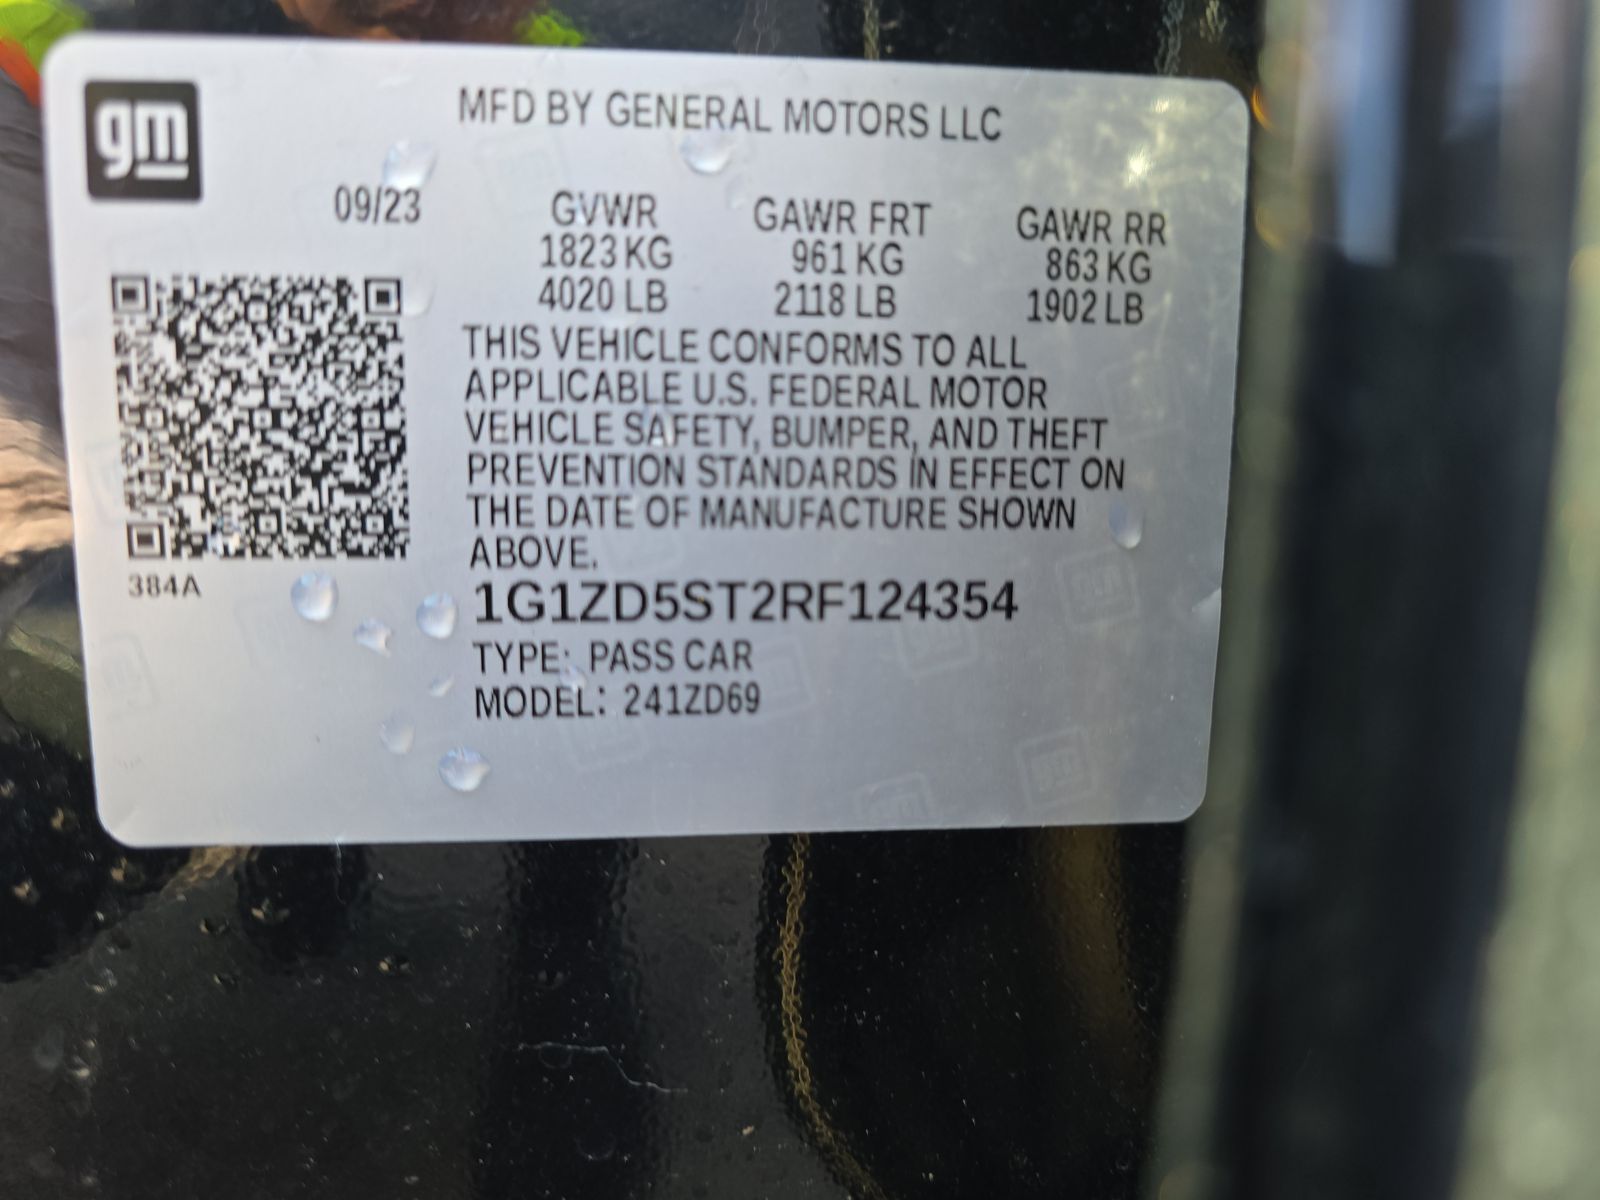 gm
MFD BY GENERAL MOTORS LLC
09/23 GVWR GAWR FRT GAWR RR
1823 KG 961 KG 863 KG
4020 LB 2118 LB 1902 LB
THIS VEHICLE CONFORMS TO ALL
APPLICABLE U.S. FEDERAL MOTOR
VEHICLE SAFETY, BUMPER, AND THEFT
PREVENTION STANDARDS IN EFFECT ON
THE DATE OF MANUFACTURE SHOWN
ABOVE.
384A
1G1ZD5ST2RF124354
TYPE: PASS CAR
MODEL: 241ZD69